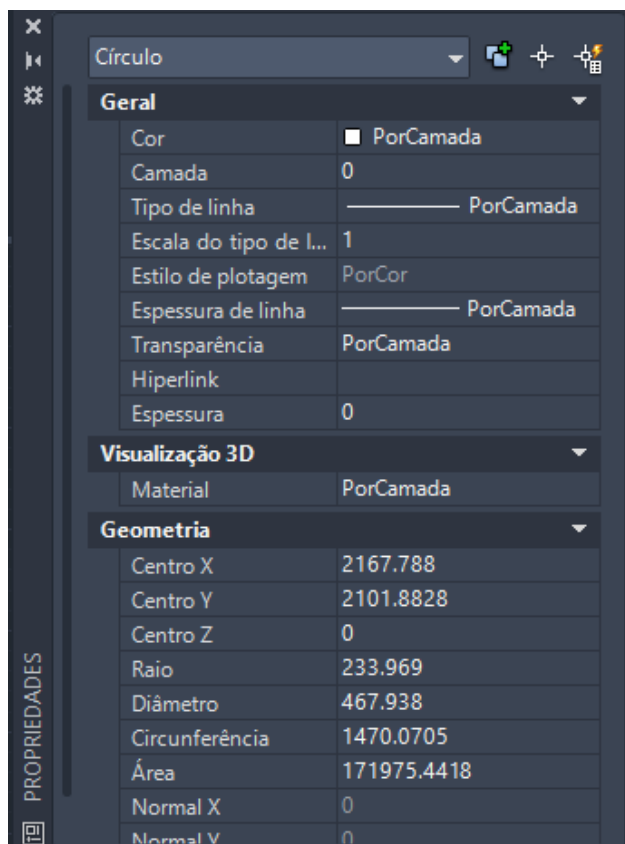 Círculo
Geral
Cor PorCamada
Camada 0
Tipo de linha PorCamada
Escala do tipo de l... 1
Estilo de plotagem PorCor
Espessura de linha PorCamada
Transparência PorCamada
Hiperlink
Espessura 0
Visualização 3D
Material PorCamada
Geometria
Centro X 2167.788
Centro Y 2101.8828
Centro Z 0
Raio 233.969
Diâmetro 467.938
Circunferência 1470.0705
Área 171975.4418
Normal X 0
Normal Y 0
PROPRIEDADES